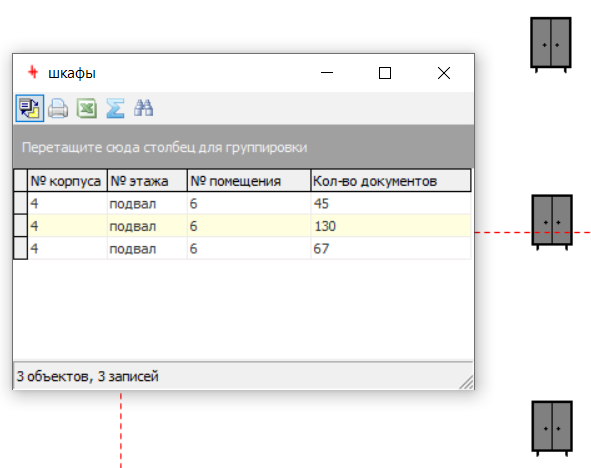 шкафы
Перетащите сюда столбец для группировки
№ корпуса № этажа № помещения Кол-во документов
4 подвал 6 45
4 подвал 6 130
4 подвал 6 67
3 объектов, 3 записей